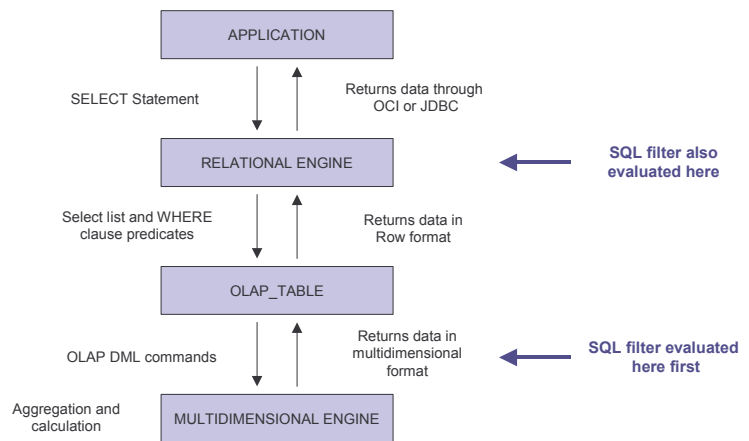 APPLICATION
SELECT Statement
Returns data through
OCI or JDBC
RELATIONAL ENGINE
SQL filter also
evaluated here
Select list and WHERE
clause predicates
Returns data in
Row format
OLAP_TABLE
OLAP DML commands
Returns data in
multidimensional
format
SQL filter evaluated
here first
Aggregation and
calculation
MULTIDIMENSIONAL ENGINE